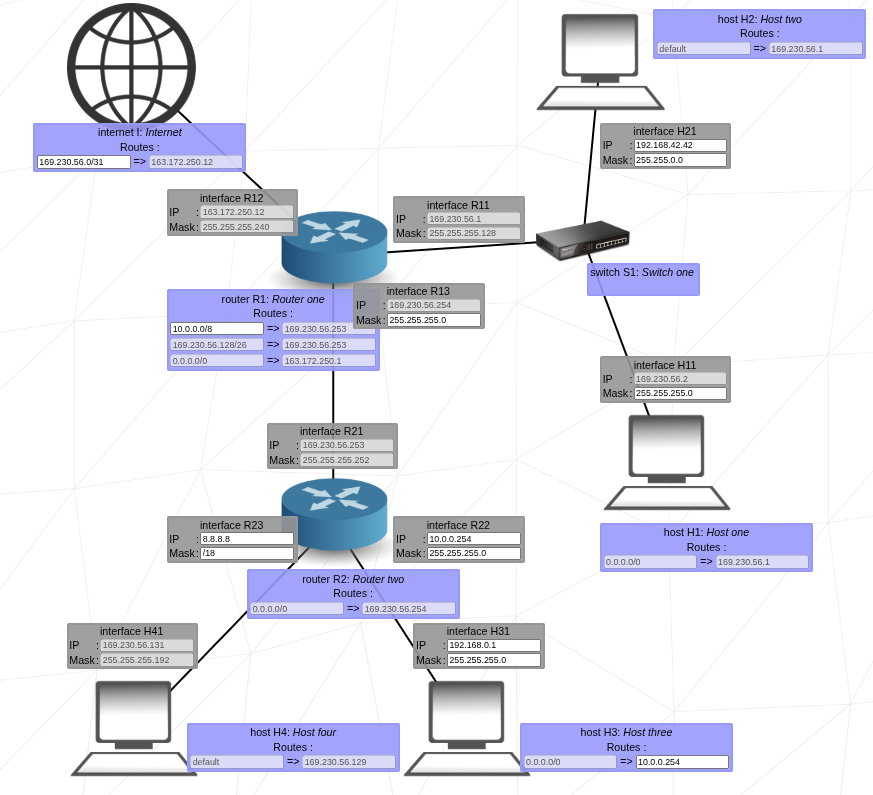 host H2: Host two
Routes :
default => 169.230.56.1
internet I: Internet
Routes :
169.230.56.0/31 => 163.172.250.12
interface H21
IP : 192.168.42.42
Mask : 255.255.0.0
interface R12
IP : 163.172.250.12
Mask : 255.255.255.240
interface R11
IP : 169.230.56.1
Mask : 255.255.255.128
switch S1: Switch one
router R1: Router one
Routes :
10.0.0.0/8 => 169.230.56.253
169.230.56.128/26 => 169.230.56.253
0.0.0.0/0 => 163.172.250.1
interface R13
IP : 169.230.56.254
Mask : 255.255.255.0
interface H11
IP : 169.230.56.2
Mask : 255.255.255.0
interface R21
IP : 169.230.56.253
Mask : 255.255.255.252
interface R23
IP : 8.8.8.8
Mask : /18
interface R22
IP : 10.0.0.254
Mask : 255.255.255.0
host H1: Host one
Routes :
0.0.0.0/0 => 169.230.56.1
router R2: Router two
Routes :
0.0.0.0/0 => 169.230.56.254
interface H41
IP : 169.230.56.131
Mask : 255.255.255.192
interface H31
IP : 192.168.0.1
Mask : 255.255.255.0
host H4: Host four
Routes :
default => 169.230.56.129
host H3: Host three
Routes :
0.0.0.0/0 => 10.0.0.254